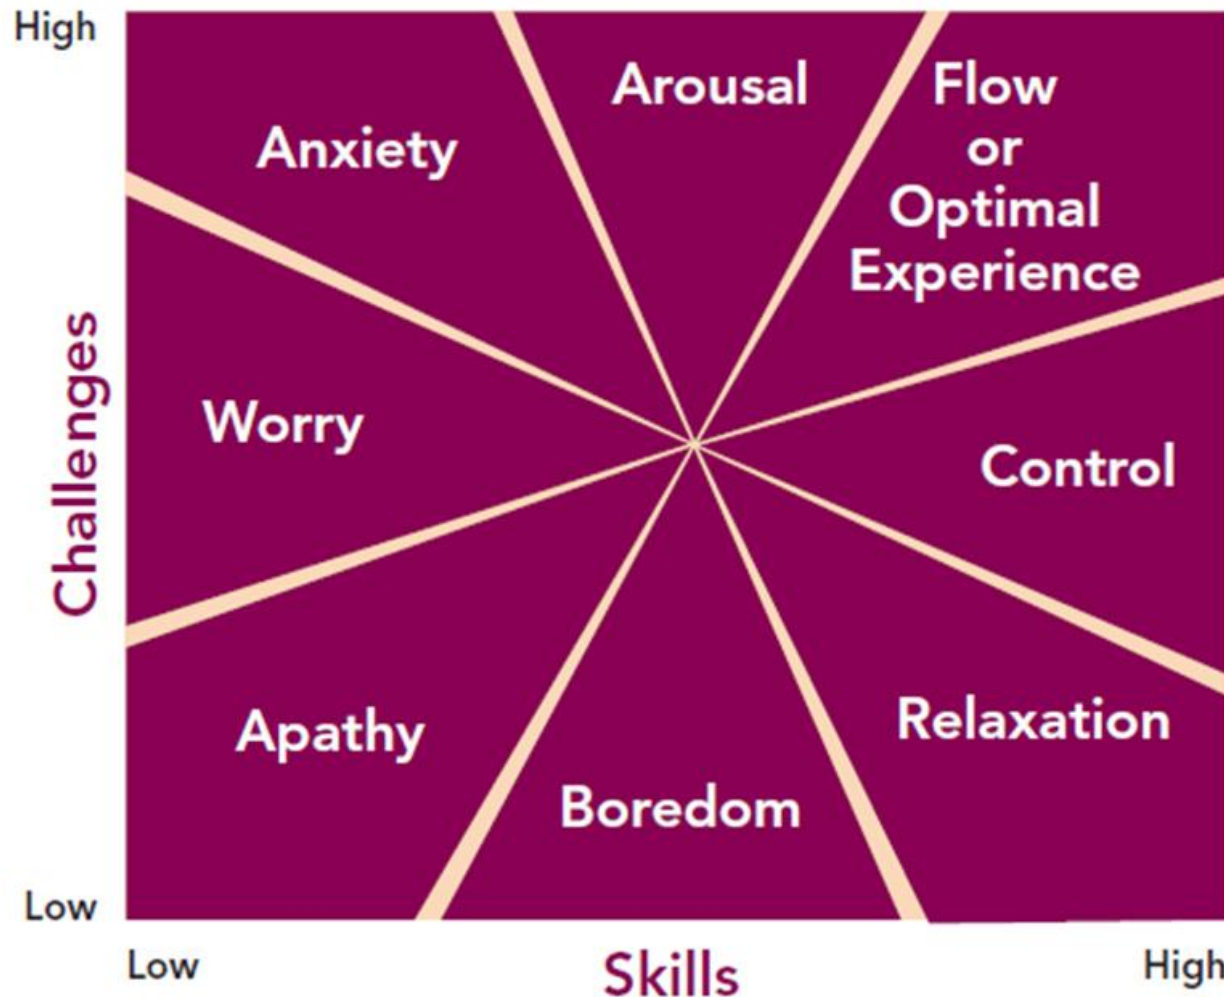 High
Arousal
Flow
or
Optimal
Experience
Anxiety
Worry
Control
Challenges
Apathy
Relaxation
Boredom
Low
Low
Skills
High